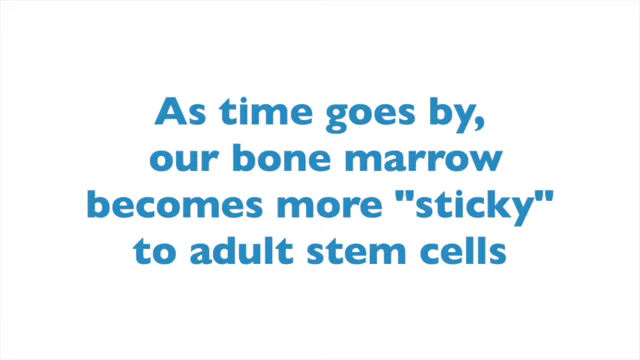 As time goes by,
our bone marrow
becomes more "sticky"
to adult stem cells